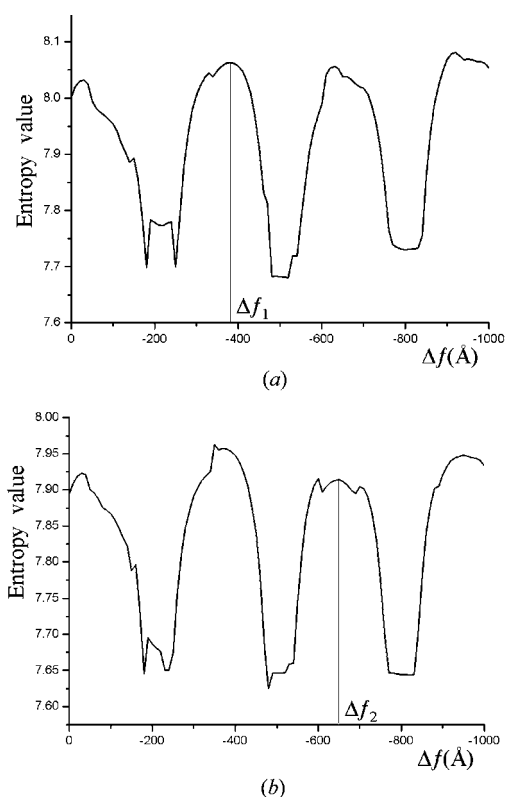 8.1
8.0
7.9
7.8
7.7
7.6
Entropy value
0 -200 -400 -600 -800 -1000
Δf₁
Δf(Å)
(a)
8.00
7.95
7.90
7.85
7.80
7.75
7.70
7.65
7.60
Entropy value
0 -200 -400 -600 -800 -1000
Δf₂
Δf(Å)
(b)